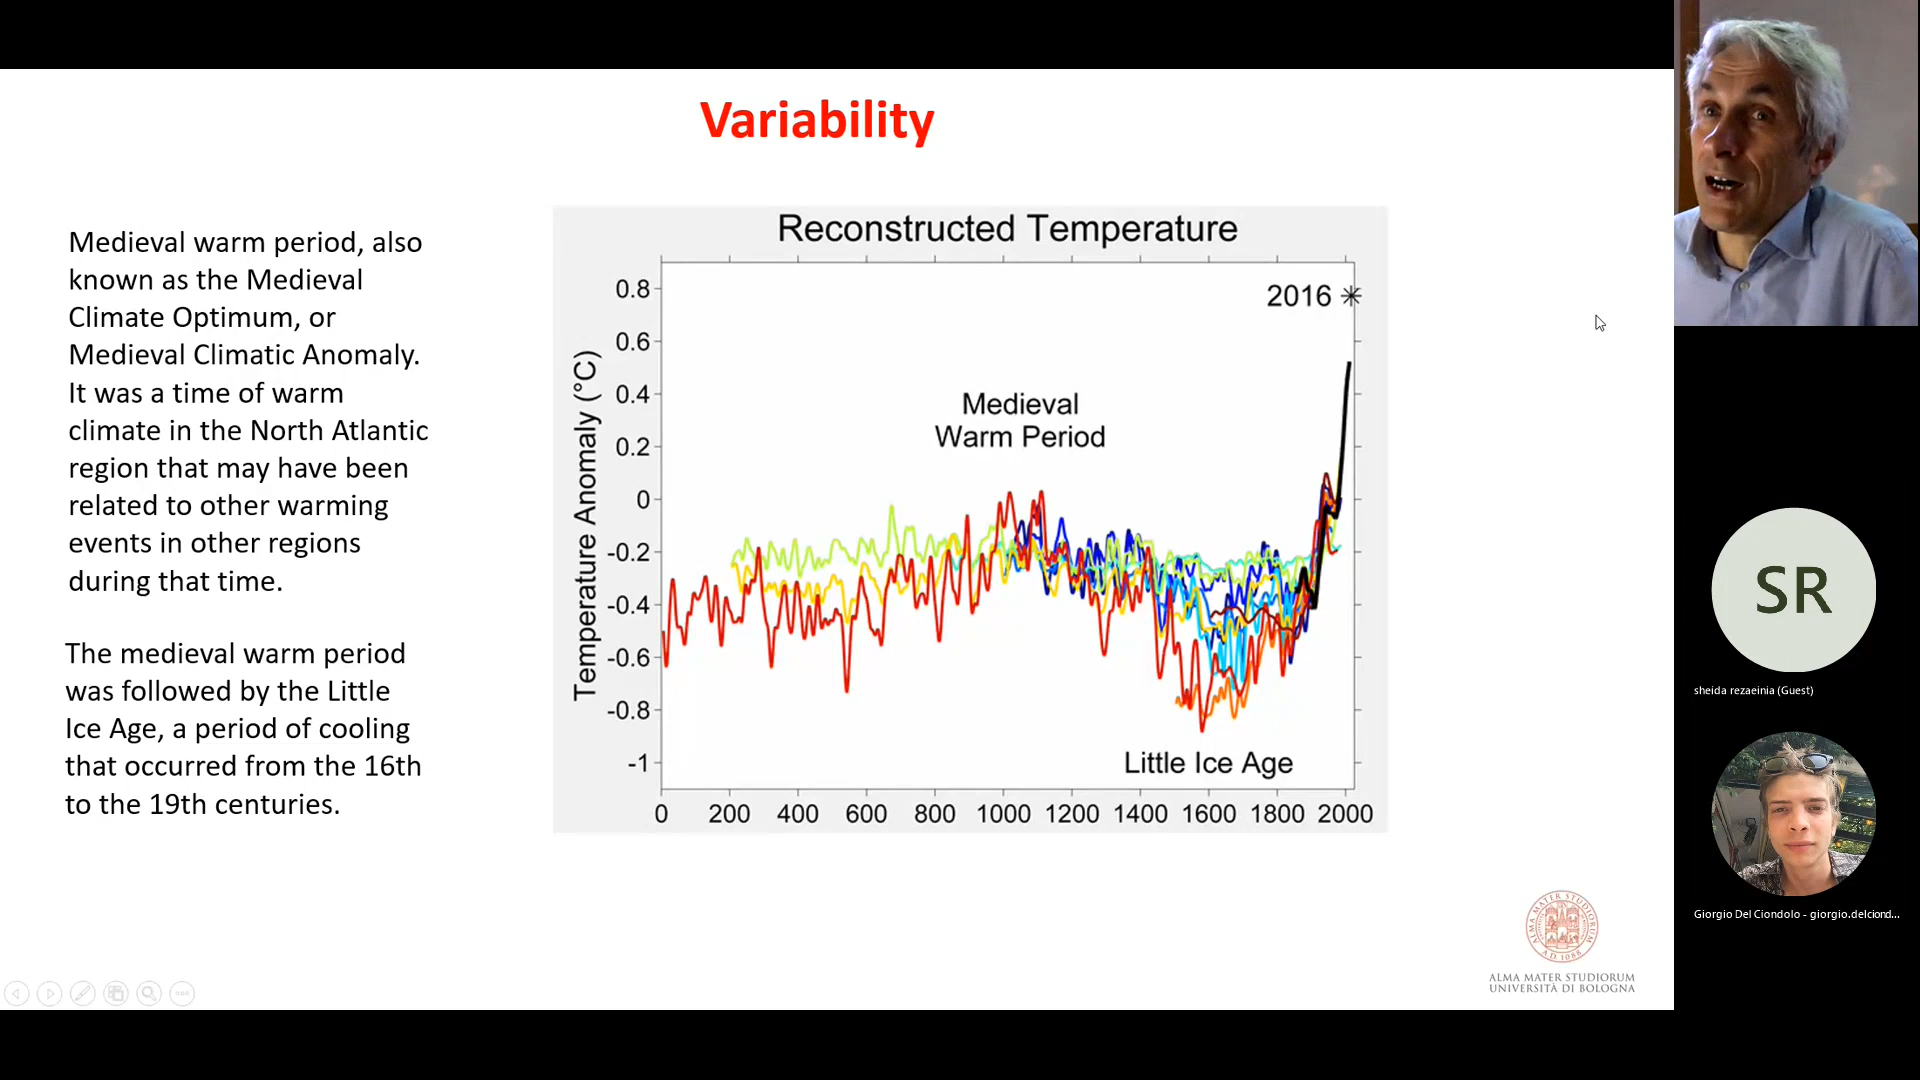 Variability
Medieval warm period, also
known as the Medieval
Climate Optimum, or
Medieval Climatic Anomaly.
It was a time of warm
climate in the North Atlantic
region that may have been
related to other warming
events in other regions
during that time.
The medieval warm period
was followed by the Little
Ice Age, a period of cooling
that occurred from the 16th
to the 19th centuries.
Reconstructed Temperature
Temperature Anomaly (°C)
0.8
0.6
0.4
0.2
0
-0.2
-0.4
-0.6
-0.8
-1
2016
Medieval
Warm Period
Little Ice Age
0 200 400 600 800 1000 1200 1400 1600 1800 2000
ALMA MATER STUDIORUM
A.D. 1088
ALMA MATER STUDIORUM
UNIVERSITÀ DI BOLOGNA
SR
sheida rezaeinia (Guest)
Giorgio Del Ciondolo - giorgio.delciond...